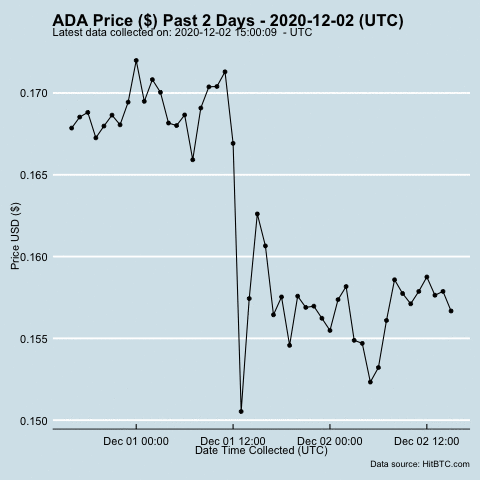 ADA Price ($) Past 2 Days - 2020-12-02 (UTC)
Latest data collected on: 2020-12-02 15:00:09 - UTC
Price USD ($)
0.170
0.165
0.160
0.155
0.150
Dec 01 00:00 Dec 01 12:00 Dec 02 00:00 Dec 02 12:00
Date Time Collected (UTC)
Data source: HitBTC.com